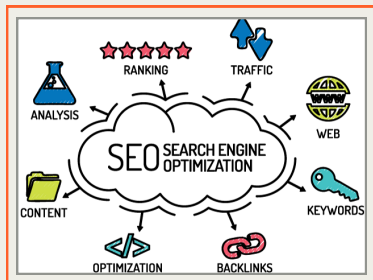 RANKING
TRAFFIC
ANALYSIS
WWW
WEB
SEO SEARCH ENGINE
OPTIMIZATION
CONTENT
KEYWORDS
OPTIMIZATION
BACKLINKS